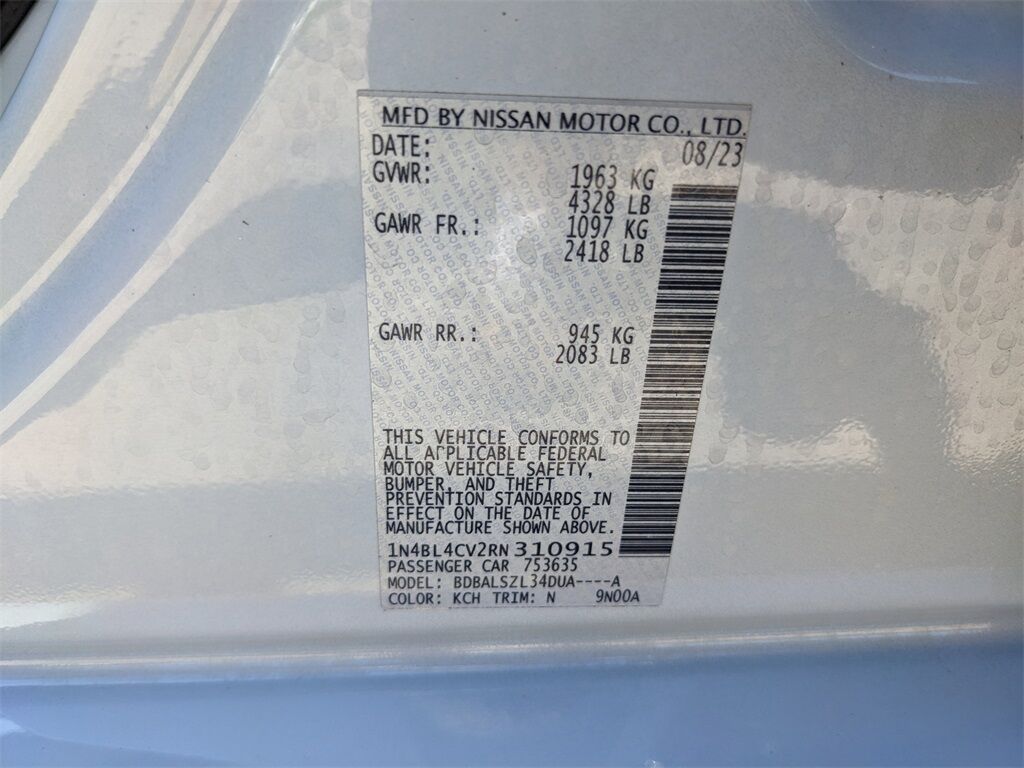 MFD BY NISSAN MOTOR CO., LTD.
DATE: 08/23
GVWR: 1963 KG
4328 LB
GAWR FR.: 1097 KG
2418 LB
GAWR RR.: 945 KG
2083 LB
THIS VEHICLE CONFORMS TO
ALL APPLICABLE FEDERAL
MOTOR VEHICLE SAFETY,
BUMPER, AND THEFT
PREVENTION STANDARDS IN
EFFECT ON THE DATE OF
MANUFACTURE SHOWN ABOVE.
1N4BL4CV2RN310915
PASSENGER CAR 753635
MODEL: BDBALSZL34DUA----A
COLOR: KCH TRIM: N 9N00A